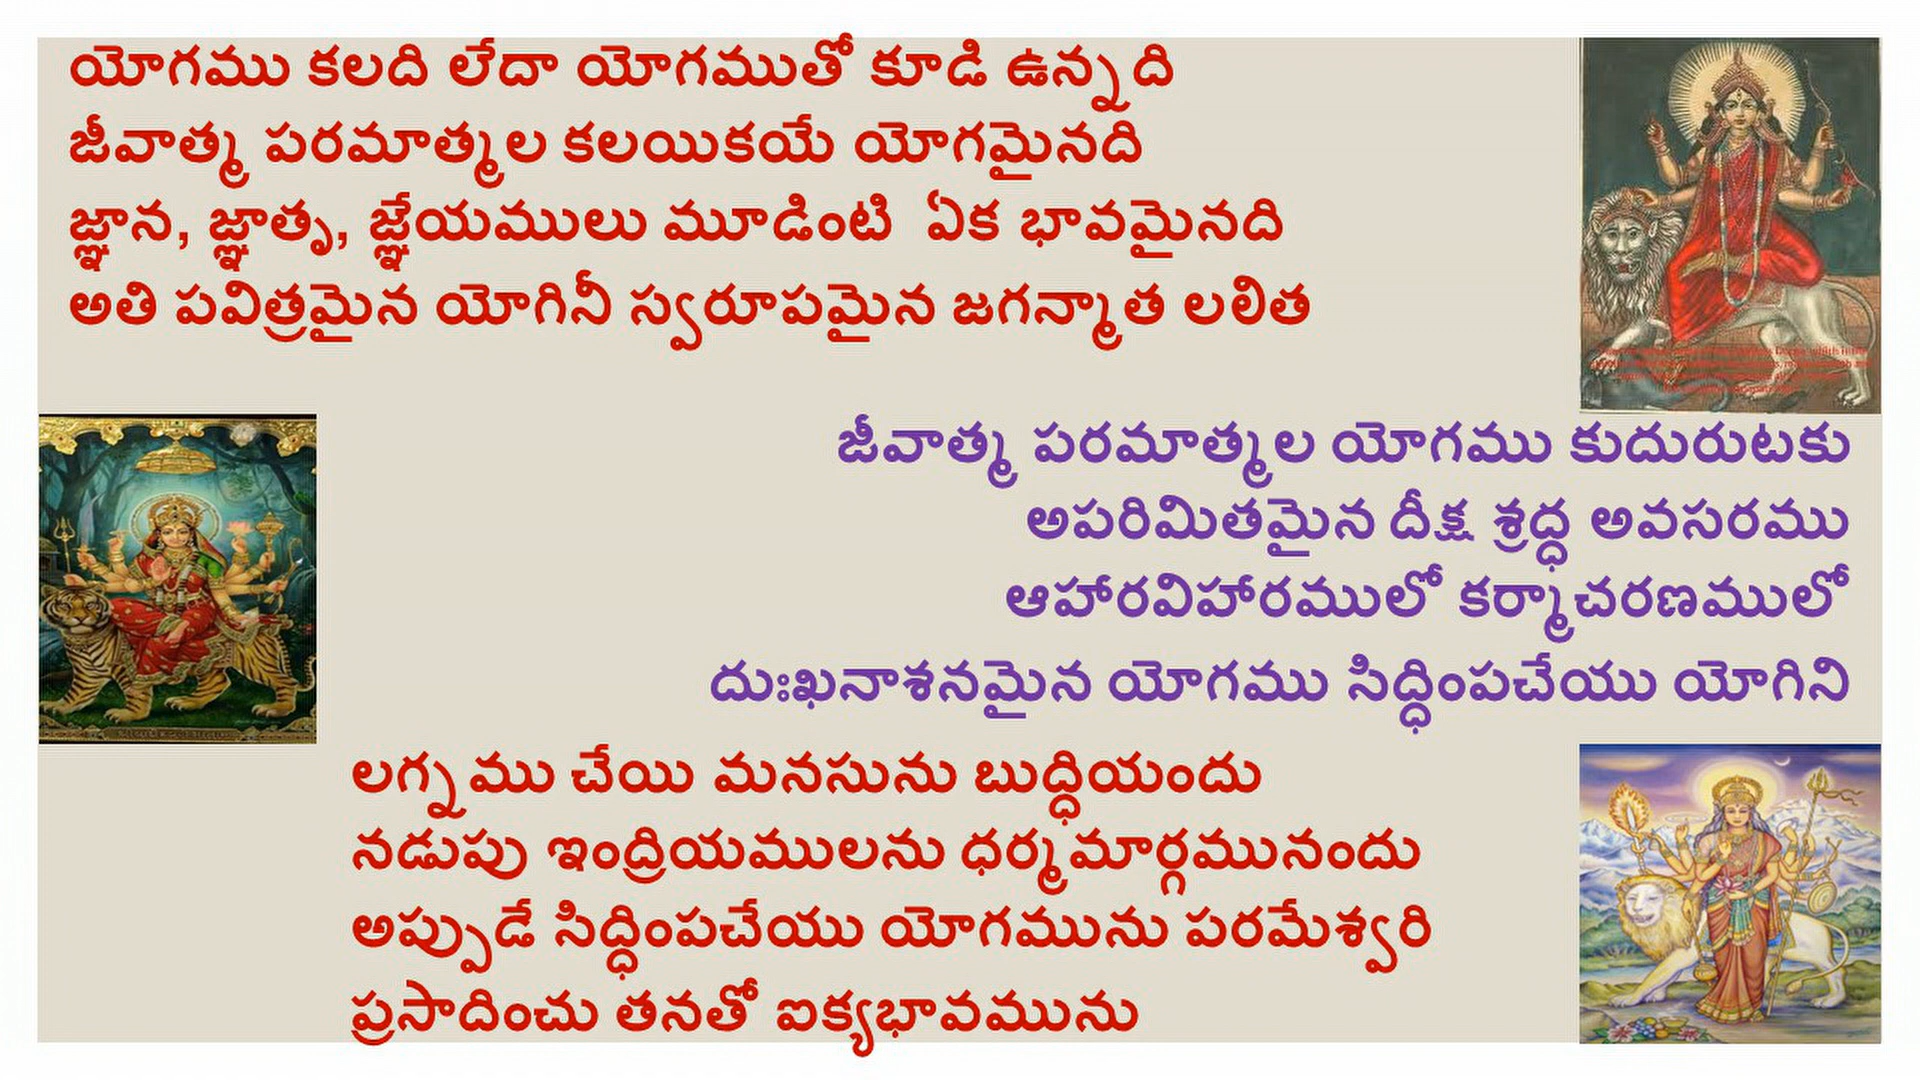 యోగము కలది లేదా యోగముతో కూడి ఉన్నది
జీవాత్మ పరమాత్మల కలయికయే యోగమైనది
జ్ఞాన, జ్ఞాతృ, జ్ఞేయములు మూడింటి ఏక భావమైనది
అతి పవిత్రమైన యోగినీ స్వరూపమైన జగన్మాత లలిత
జీవాత్మ పరమాత్మల యోగము కుదురుటకు
అపరిమితమైన దీక్ష శ్రద్ధ అవసరము
ఆహారవిహారములో కర్మాచరణములో
దుఃఖనాశనమైన యోగము సిద్ధింపచేయు యోగిని
లగ్నము చేయి మనసును బుద్ధియందు
నడుపు ఇంద్రియములను ధర్మమార్గమునందు
అప్పుడే సిద్ధింపచేయు యోగమును పరమేశ్వరి
ప్రసాదించు తనతో ఐక్యభావమును